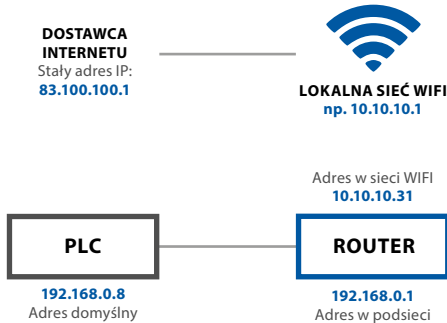 DOSTAWCA
INTERNETU
Stały adres IP:
83.100.100.1
LOKALNA SIEĆ WIFI
np. 10.10.10.1
Adres w sieci WIFI
10.10.10.31
PLC
ROUTER
192.168.0.8
Adres domyślny
192.168.0.1
Adres w podsieci